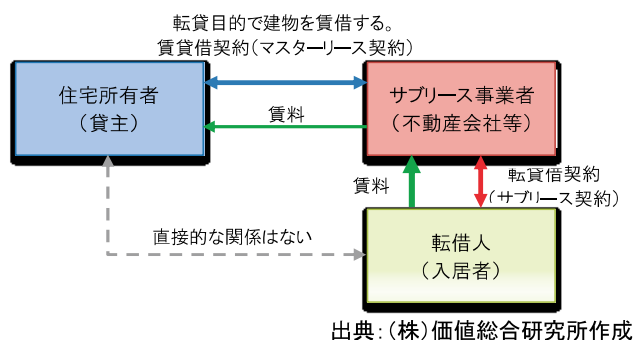 転貸目的で建物を賃借する。
賃貸借契約(マスターリース契約)
住宅所有者
(貸主)
サブリース事業者
(不動産会社等)
賃料
賃料
転貸借契約
(サブリース契約)
直接的な関係はない
転借人
(入居者)
出典:(株)価値総合研究所作成